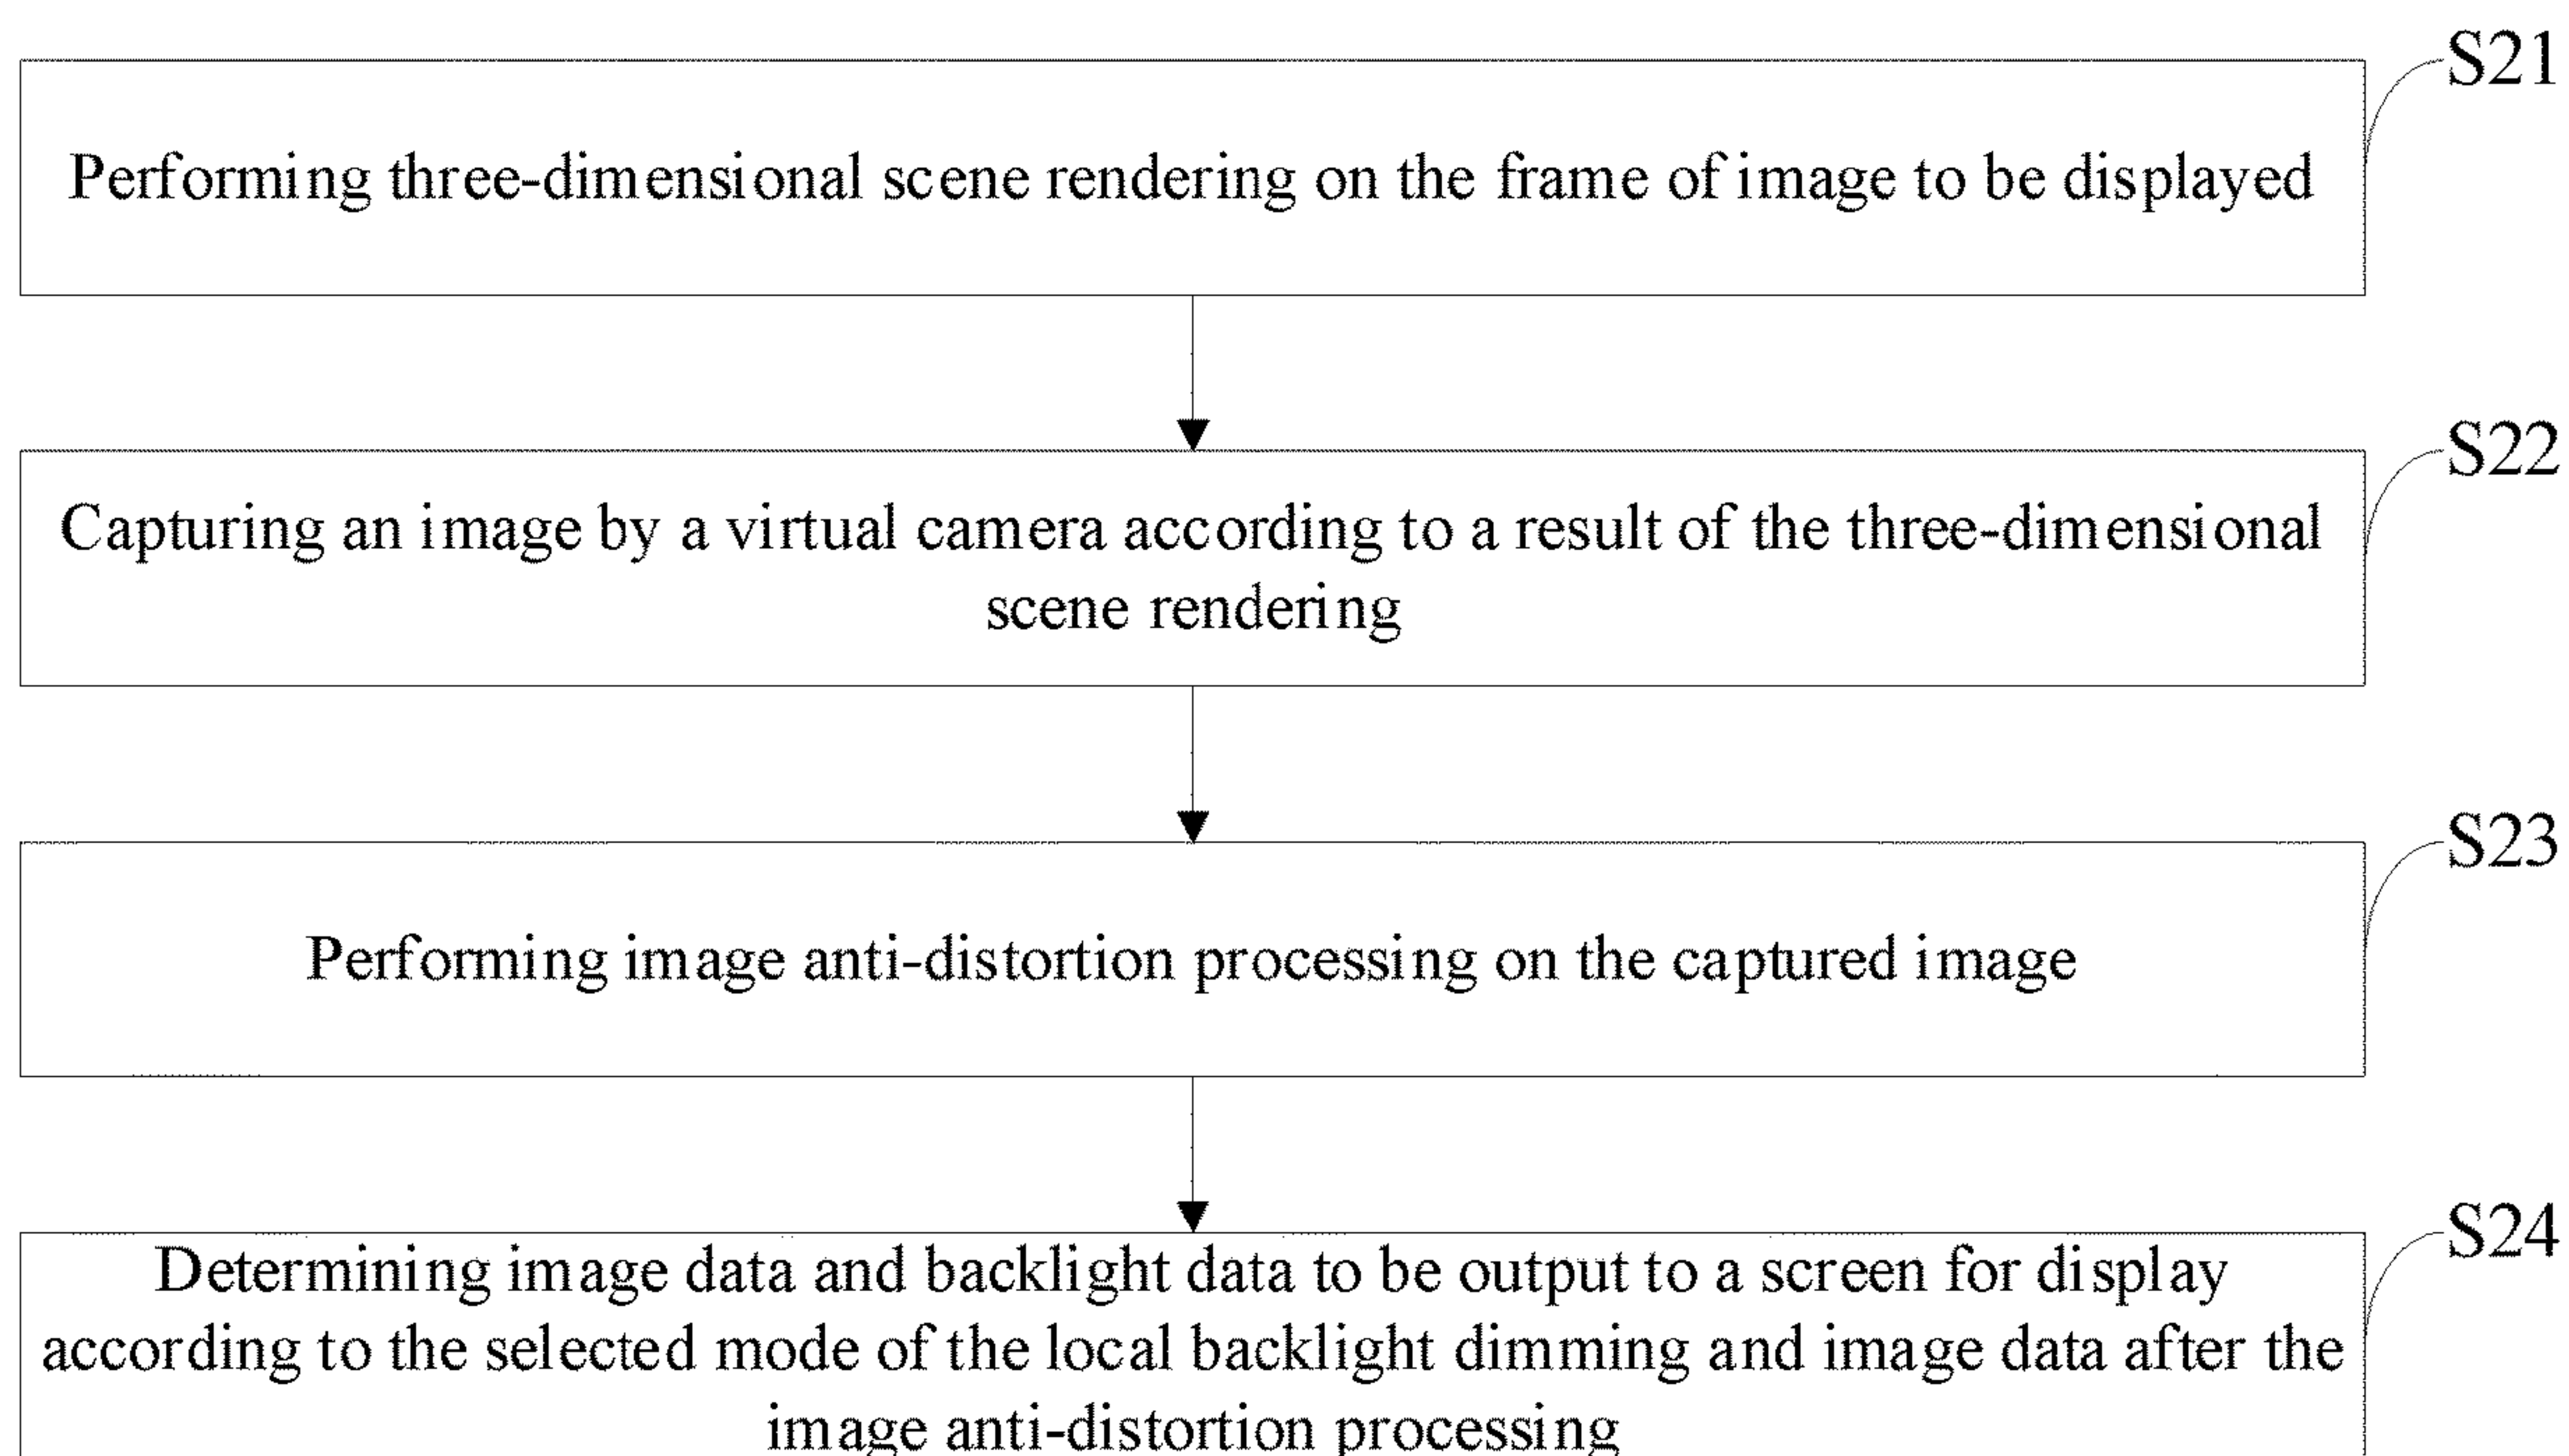 S21
Performing three-dimensional scene rendering on the frame of image to be displayed
S22
Capturing an image by a virtual camera according to a result of the three-dimensional
scene rendering
S23
Performing image anti-distortion processing on the captured image
S24
Determining image data and backlight data to be output to a screen for display
according to the selected mode of the local backlight dimming and image data after the
image anti-distortion processing